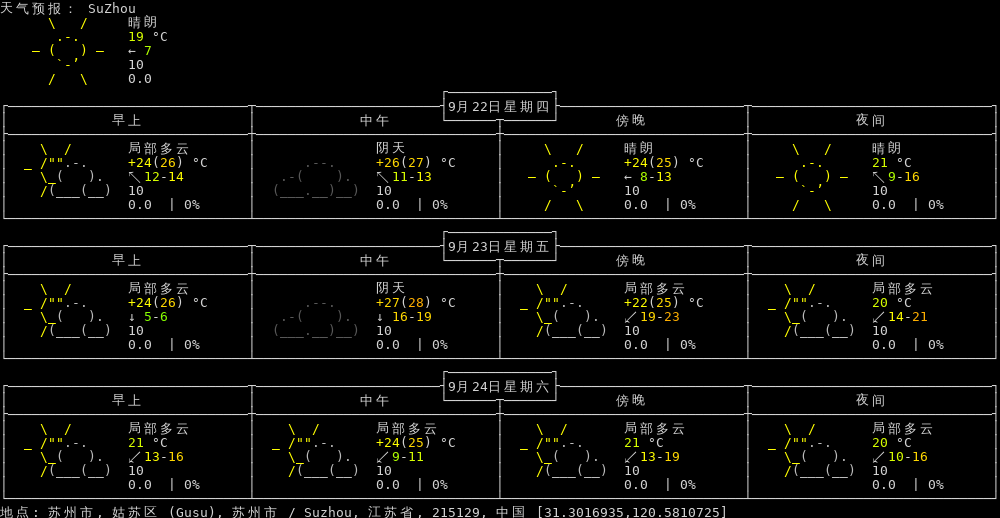 天气预报: SuZhou
晴朗
19 °C
← 7
10
0.0
9月22日星期四
早上 中午 傍晚 夜间
局部多云 阴天 晴朗 晴朗
+24(26) °C +26(27) °C +24(25) °C 21 °C
↖ 12-14 ↖ 11-13 ← 8-13 ↖ 9-16
10 10 10 10
0.0 | 0% 0.0 | 0% 0.0 | 0% 0.0 | 0%
9月23日星期五
早上 中午 傍晚 夜间
局部多云 阴天 局部多云 局部多云
+24(26) °C +27(28) °C +22(25) °C 20 °C
↓ 5-6 ↓ 16-19 ↙ 19-23 ↙ 14-21
10 10 10 10
0.0 | 0% 0.0 | 0% 0.0 | 0% 0.0 | 0%
9月24日星期六
早上 中午 傍晚 夜间
局部多云 局部多云 局部多云 局部多云
21 °C +24(25) °C 21 °C 20 °C
↙ 13-16 ↙ 9-11 ↙ 13-19 ↙ 10-16
10 10 10 10
0.0 | 0% 0.0 | 0% 0.0 | 0% 0.0 | 0%
地点: 苏州市, 姑苏区 (Gusu), 苏州市 / Suzhou, 江苏省, 215129, 中国 [31.3016935,120.5810725]